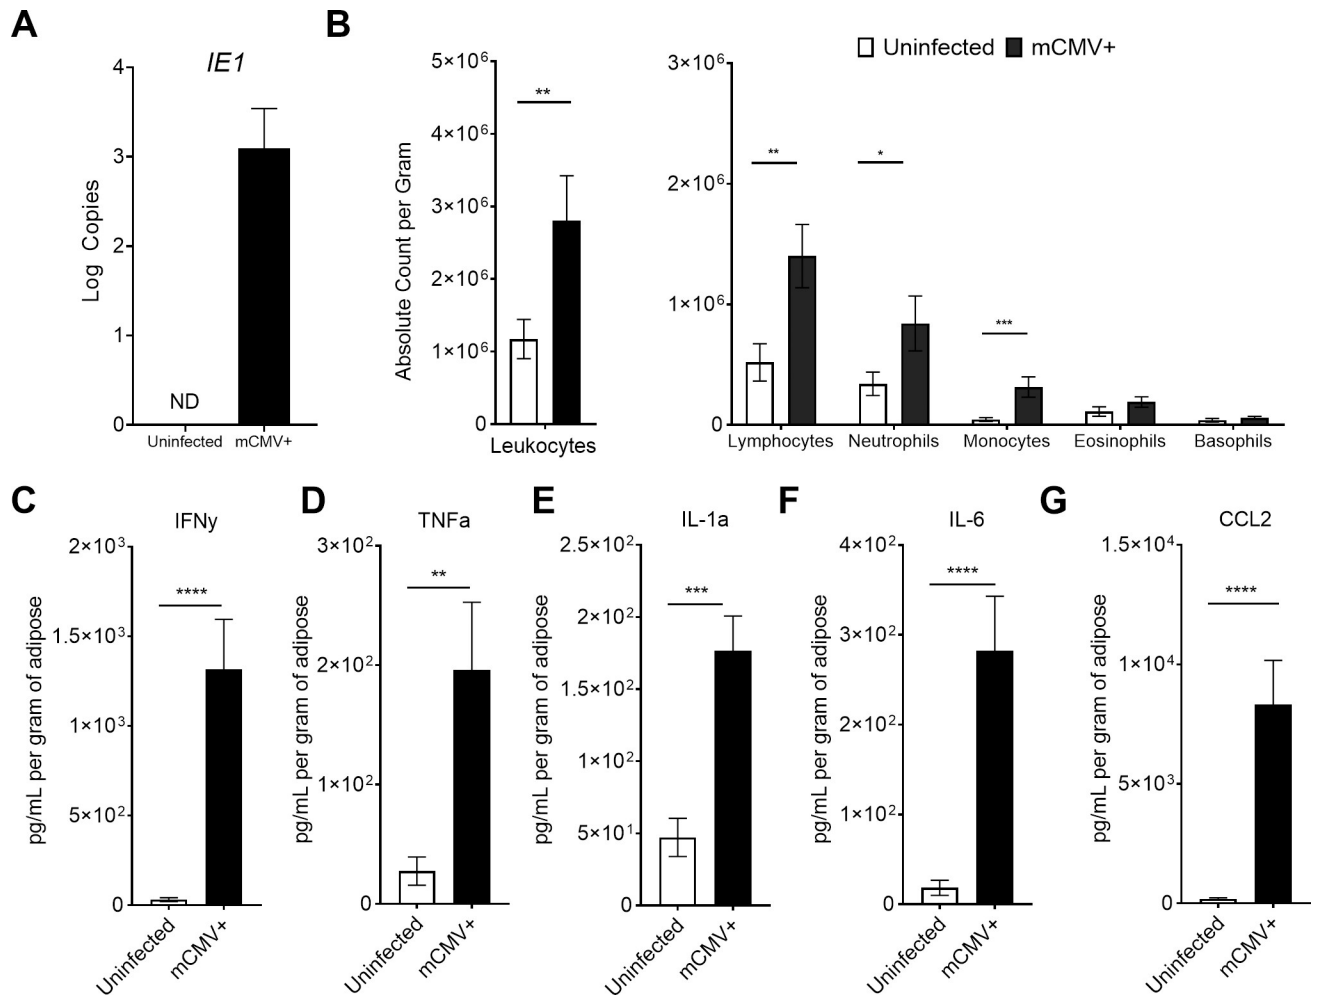 A
IE1
Log Copies
4
3
2
1
0
ND
Uninfected mCMV+
B
Uninfected mCMV+
Absolute Count per Gram
5×10⁶
4×10⁶
3×10⁶
2×10⁶
1×10⁶
0
**
Leukocytes
3×10⁶
2×10⁶
1×10⁶
0
** * ***
Lymphocytes Neutrophils Monocytes Eosinophils Basophils
C
IFNy
pg/mL per gram of adipose
2×10³
1.5×10³
1×10³
5×10²
0
****
Uninfected
mCMV+
D
TNFa
pg/mL per gram of adipose
3×10²
2×10²
1×10²
0
**
Uninfected
mCMV+
E
IL-1a
pg/mL per gram of adipose
2.5×10²
2×10²
1.5×10²
1×10²
5×10¹
0
***
Uninfected
mCMV+
F
IL-6
pg/mL per gram of adipose
4×10²
3×10²
2×10²
1×10²
0
****
Uninfected
mCMV+
G
CCL2
pg/mL per gram of adipose
1.5×10⁴
1×10⁴
5×10³
0
****
Uninfected
mCMV+